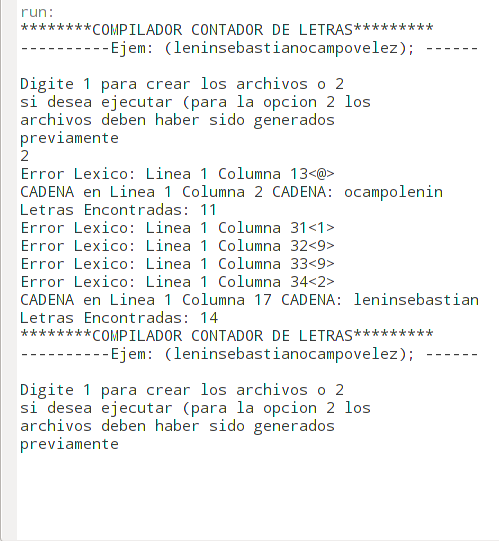 run:
********COMPILADOR CONTADOR DE LETRAS*********
----------Ejem: (leninsebastianocampovelez); ------
Digite 1 para crear los archivos o 2
si desea ejecutar (para la opcion 2 los
archivos deben haber sido generados
previamente
2
Error Lexico: Linea 1 Columna 13<@>
CADENA en Linea 1 Columna 2 CADENA: ocampolenin
Letras Encontradas: 11
Error Lexico: Linea 1 Columna 31<1>
Error Lexico: Linea 1 Columna 32<9>
Error Lexico: Linea 1 Columna 33<9>
Error Lexico: Linea 1 Columna 34<2>
CADENA en Linea 1 Columna 17 CADENA: leninsebastian
Letras Encontradas: 14
********COMPILADOR CONTADOR DE LETRAS*********
----------Ejem: (leninsebastianocampovelez); ------
Digite 1 para crear los archivos o 2
si desea ejecutar (para la opcion 2 los
archivos deben haber sido generados
previamente